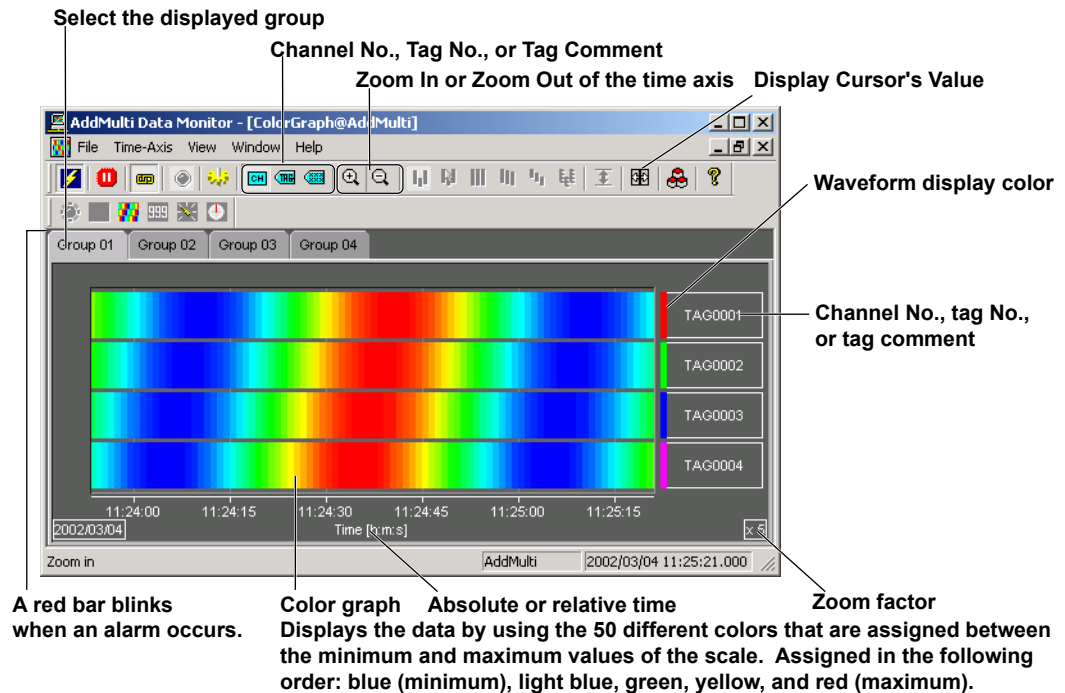 Select the displayed group
Channel No., Tag No., or Tag Comment
Zoom In or Zoom Out of the time axis
Display Cursor's Value
AddMulti Data Monitor - [ColorGraph@AddMulti]
File Time-Axis View Window Help
CH TAG
999
Waveform display color
Group 01 Group 02 Group 03 Group 04
TAG0001
Channel No., tag No.,
or tag comment
TAG0002
TAG0003
TAG0004
11:24:00 11:24:15 11:24:30 11:24:45 11:25:00 11:25:15
2002/03/04 Time [h:m:s] x 5
Zoom in AddMulti 2002/03/04 11:25:21.000
A red bar blinks
when an alarm occurs.
Color graph
Absolute or relative time
Zoom factor
Displays the data by using the 50 different colors that are assigned between
the minimum and maximum values of the scale. Assigned in the following
order: blue (minimum), light blue, green, yellow, and red (maximum).